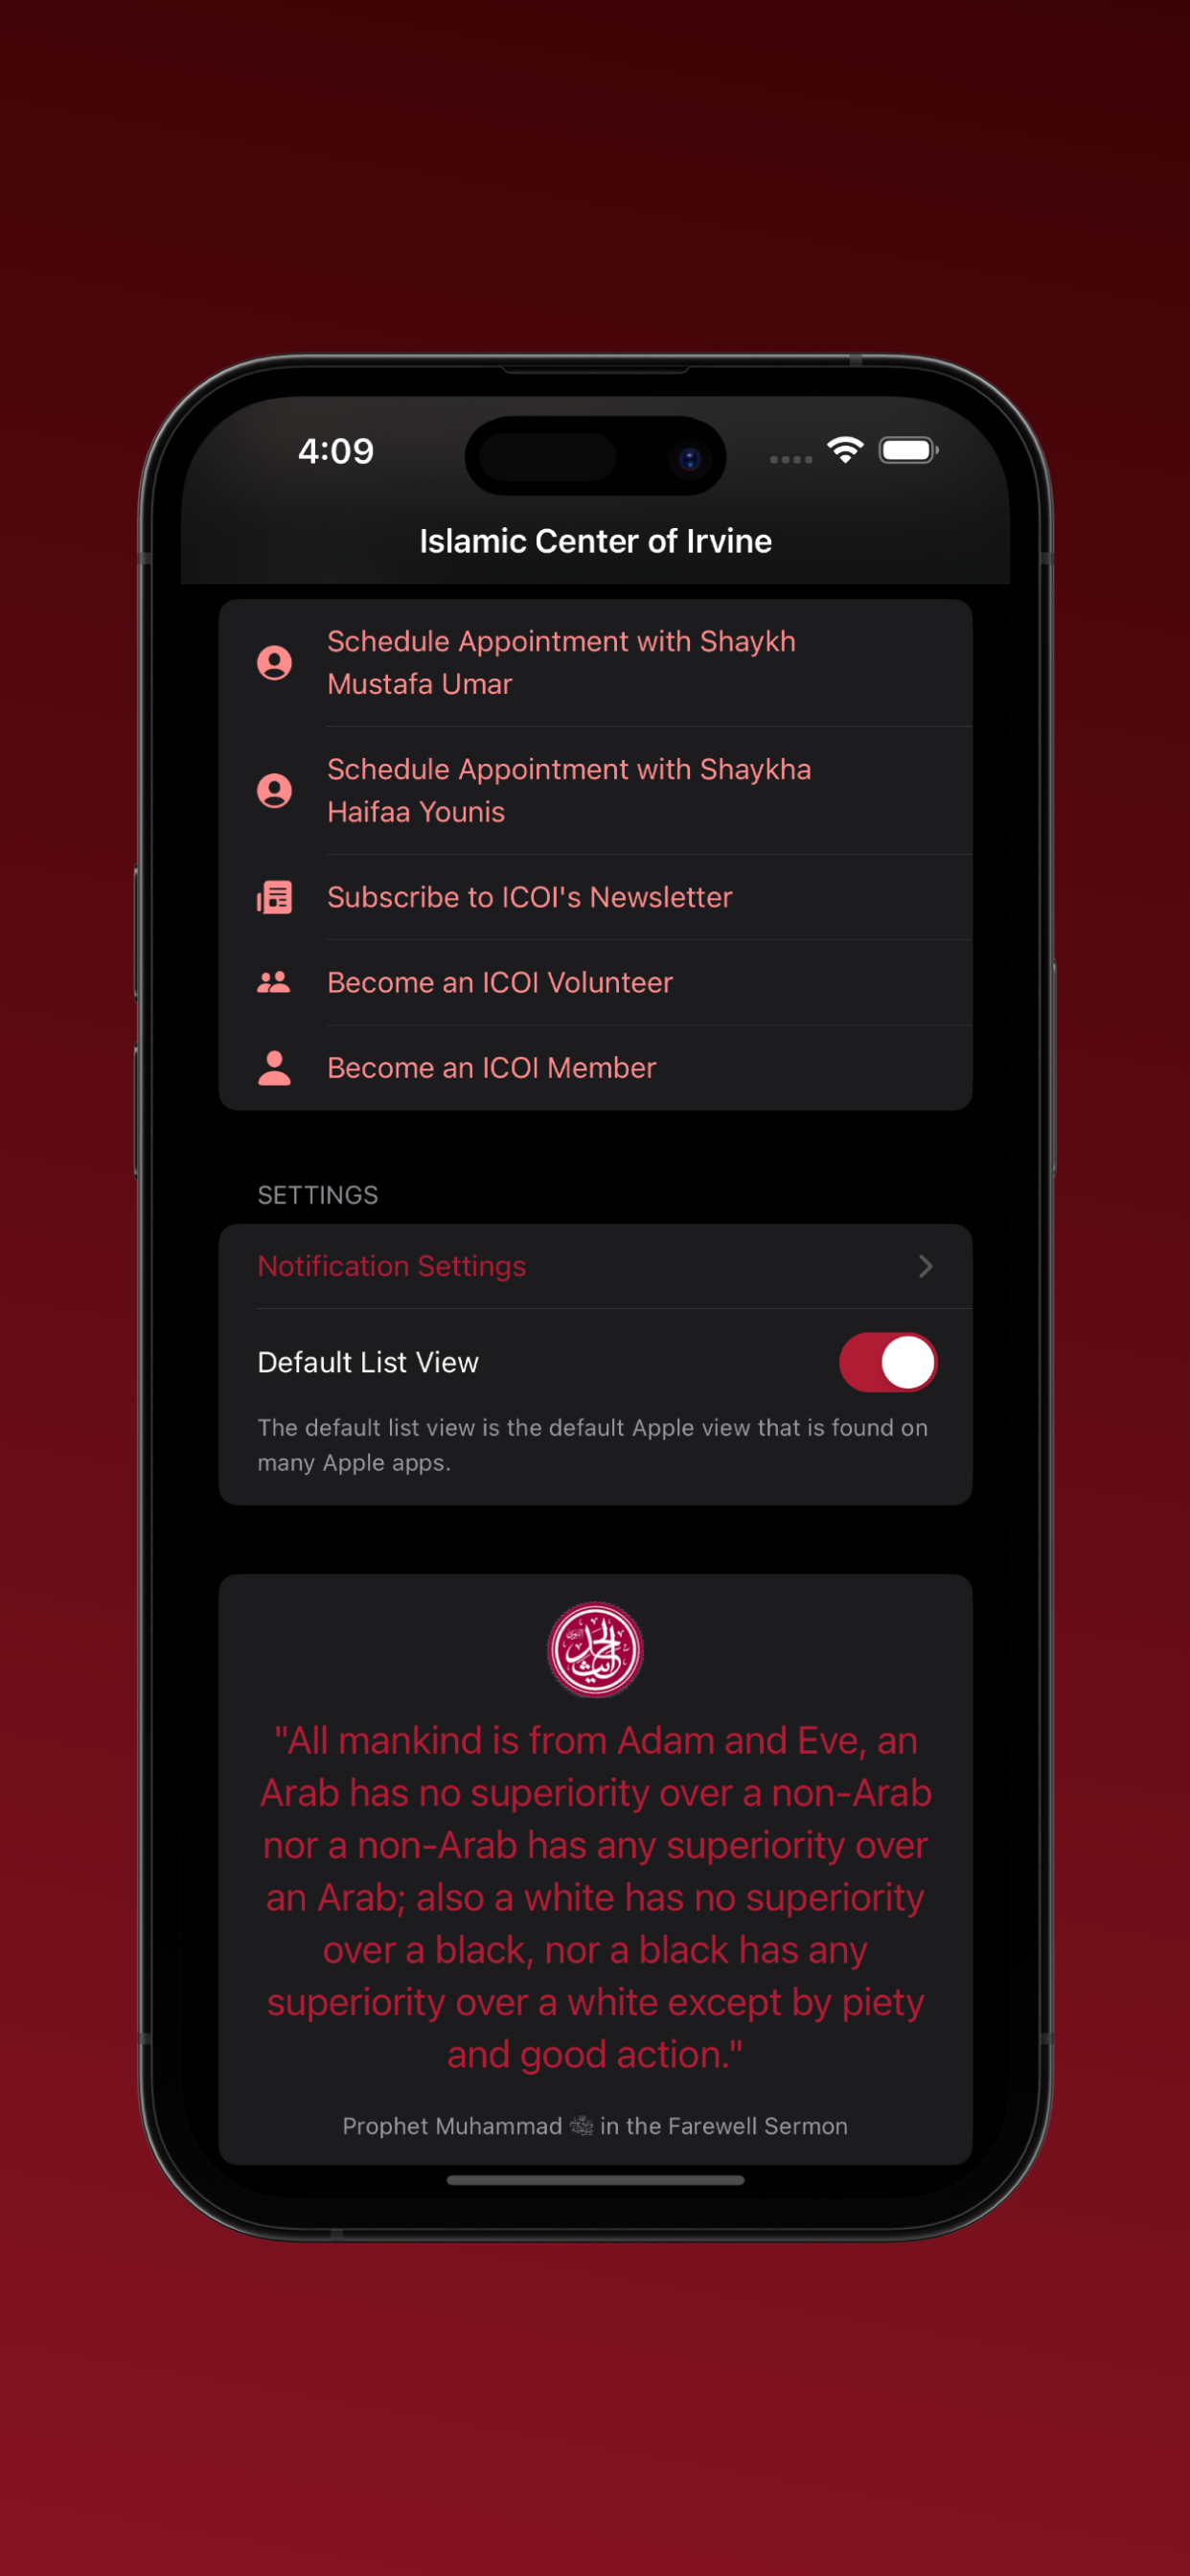 4:09
Islamic Center of Irvine
Schedule Appointment with Shaykh
Mustafa Umar
Schedule Appointment with Shaykha
Haifaa Younis
Subscribe to ICOI's Newsletter
Become an ICOI Volunteer
Become an ICOI Member
SETTINGS
Notification Settings
Default List View
The default list view is the default Apple view that is found on
many Apple apps.
"All mankind is from Adam and Eve, an
Arab has no superiority over a non-Arab
nor a non-Arab has any superiority over
an Arab; also a white has no superiority
over a black, nor a black has any
superiority over a white except by piety
and good action."
Prophet Muhammad ﷺ in the Farewell Sermon